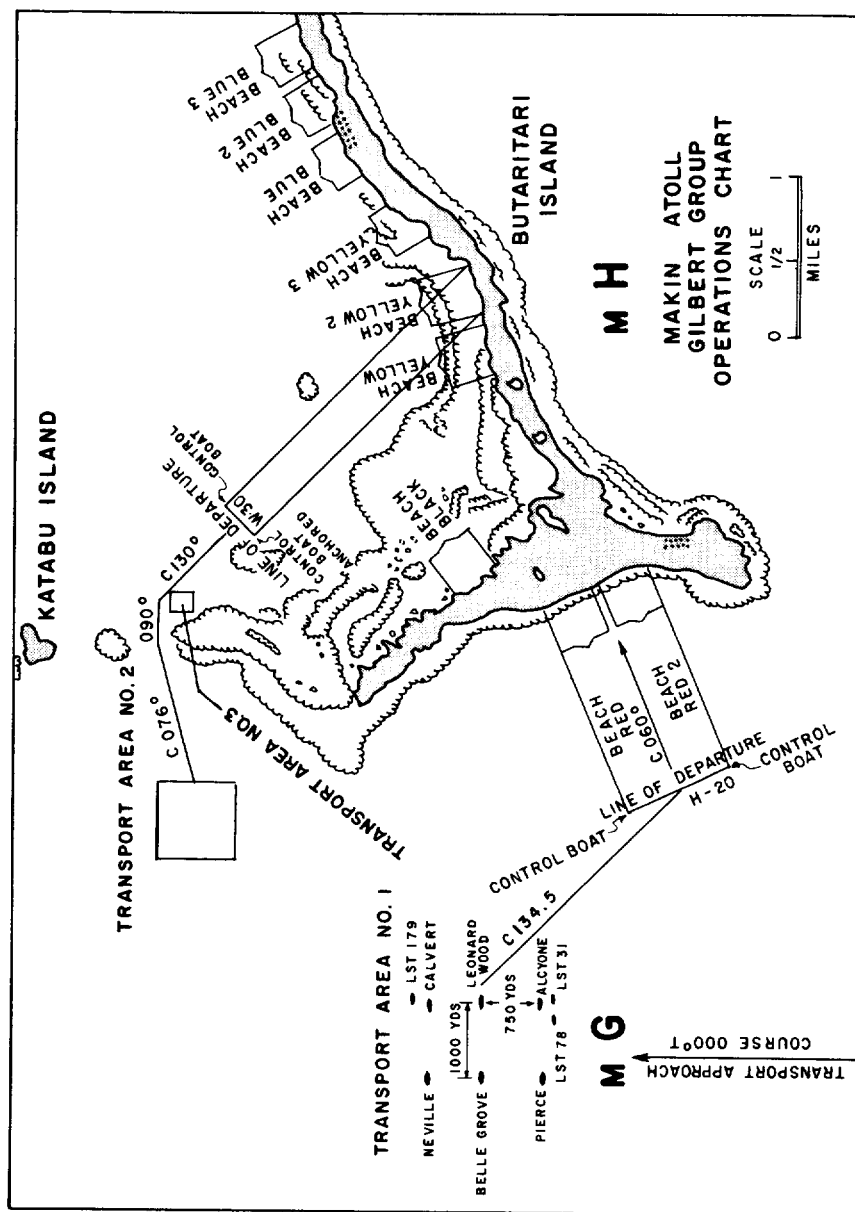 KATABU ISLAND
TRANSPORT AREA NO. 2
C 076°
090°
C130°
TRANSPORT AREA NO.3
LINE OF DEPARTURE
CONTROL
BOAT
W-30
CONTROL
BOAT
ANCHORED
BEACH
BLACK
BEACH
YELLOW
BEACH
YELLOW 2
BEACH
YELLOW 3
BEACH
BLUE
BEACH
BLUE 2
BEACH
BLUE 3
BUTARITARI
ISLAND
TRANSPORT AREA NO. 1
LST 179
NEVILLE
CALVERT
1000 YDS
BELLE GROVE
LEONARD
WOOD
750 YDS
PIERCE
ALCYONE
LST 78
LST 31
C134.5
CONTROL BOAT
LINE OF DEPARTURE
H-20
CONTROL
BOAT
BEACH
RED
C060°
BEACH
RED 2
M G
TRANSPORT APPROACH
COURSE 000°T
M H
MAKIN ATOLL
GILBERT GROUP
OPERATIONS CHART
SCALE
0 1/2 1
MILES